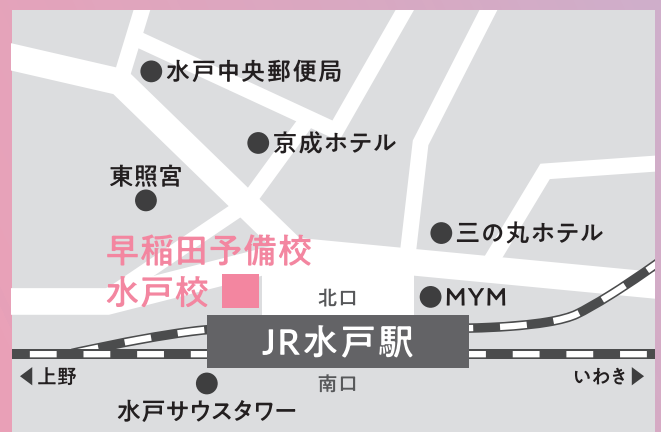 水戸中央郵便局
京成ホテル
東照宮
三の丸ホテル
早稲田予備校
水戸校
北口
MYM
JR水戸駅
上野
南口
いわき
水戸サウスタワー